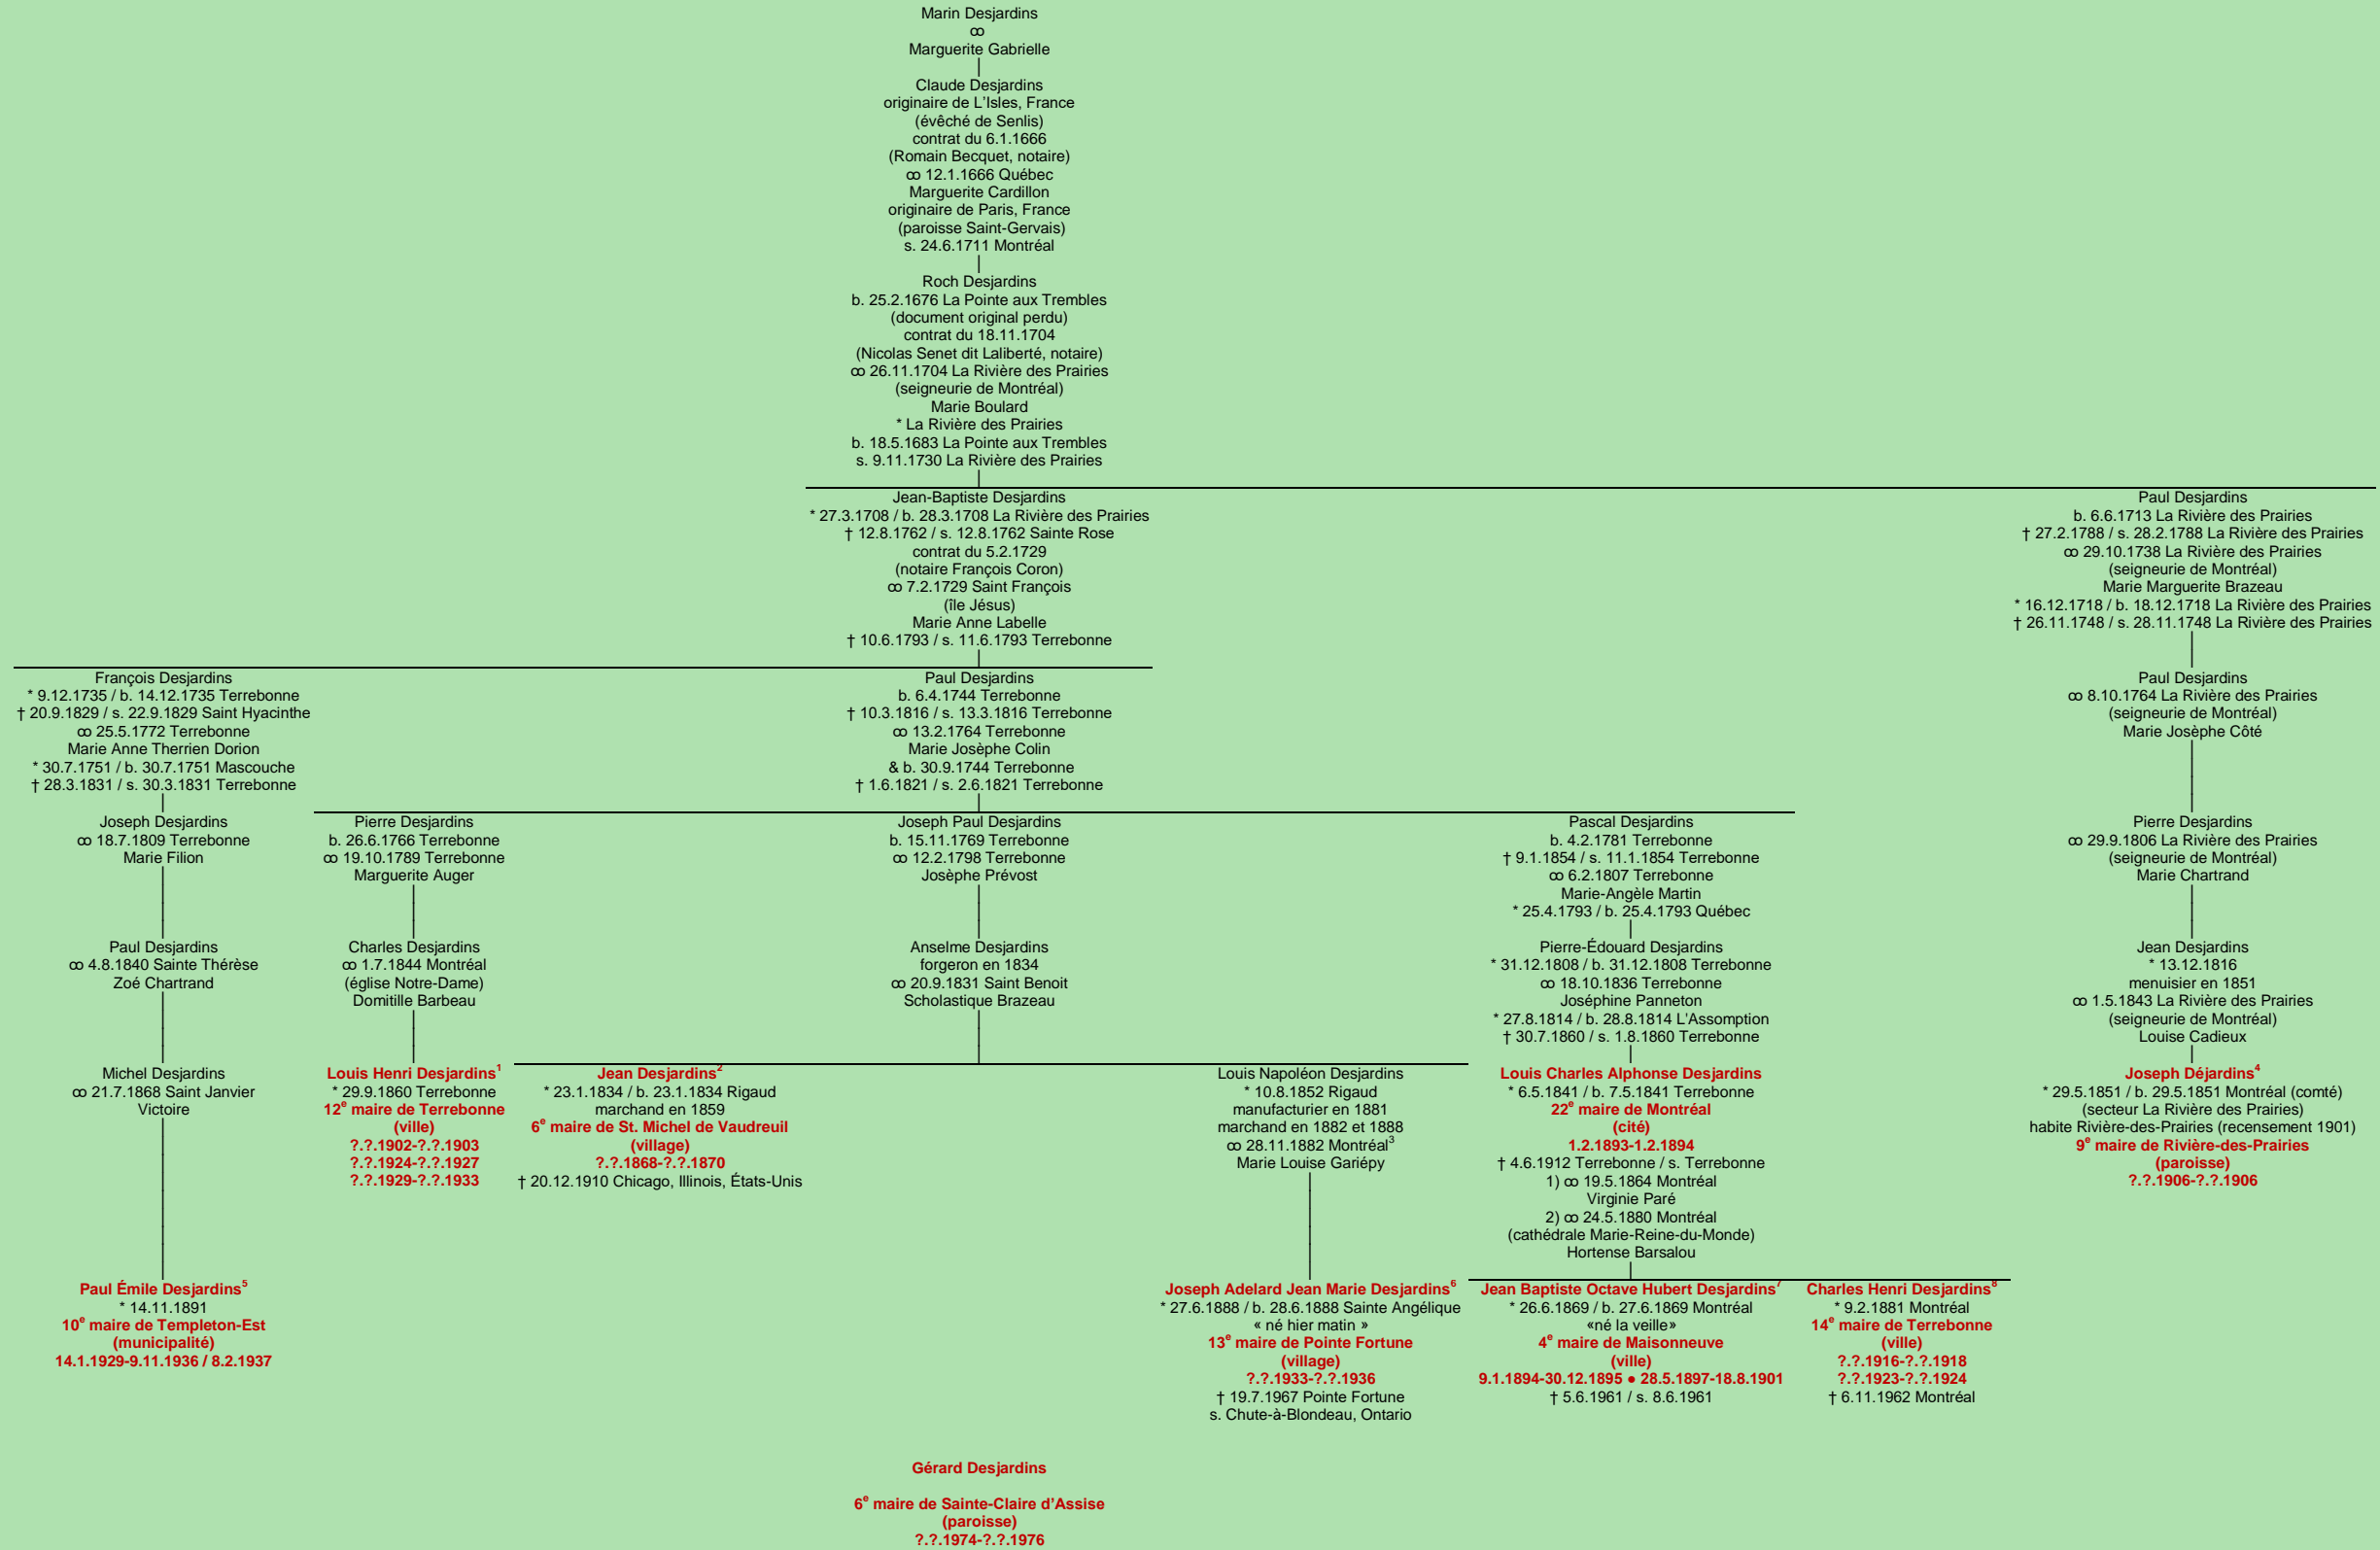 Marin Desjardins
ꝏ
Marguerite Gabrielle
Claude Desjardins
originaire de L'Isles, France
(évêché de Senlis)
contrat du 6.1.1666
(Romain Becquet, notaire)
ꝏ 12.1.1666 Québec
Marguerite Cardillon
originaire de Paris, France
(paroisse Saint-Gervais)
s. 24.6.1711 Montréal
Roch Desjardins
b. 25.2.1676 La Pointe aux Trembles
(document original perdu)
contrat du 18.11.1704
(Nicolas Senet dit Laliberté, notaire)
ꝏ 26.11.1704 La Rivière des Prairies
(seigneurie de Montréal)
Marie Boulard
* La Rivière des Prairies
b. 18.5.1683 La Pointe aux Trembles
s. 9.11.1730 La Rivière des Prairies
Jean-Baptiste Desjardins
* 27.3.1708 / b. 28.3.1708 La Rivière des Prairies
† 12.8.1762 / s. 12.8.1762 Sainte Rose
contrat du 5.2.1729
(notaire François Coron)
ꝏ 7.2.1729 Saint François
(île Jésus)
Marie Anne Labelle
† 10.6.1793 / s. 11.6.1793 Terrebonne
Paul Desjardins
b. 6.6.1713 La Rivière des Prairies
† 27.2.1788 / s. 28.2.1788 La Rivière des Prairies
ꝏ 29.10.1738 La Rivière des Prairies
(seigneurie de Montréal)
Marie Marguerite Brazeau
* 16.12.1718 / b. 18.12.1718 La Rivière des Prairies
† 26.11.1748 / s. 28.11.1748 La Rivière des Prairies
François Desjardins
* 9.12.1735 / b. 14.12.1735 Terrebonne
† 20.9.1829 / s. 22.9.1829 Saint Hyacinthe
ꝏ 25.5.1772 Terrebonne
Marie Anne Therrien Dorion
* 30.7.1751 / b. 30.7.1751 Mascouche
† 28.3.1831 / s. 30.3.1831 Terrebonne
Paul Desjardins
b. 6.4.1744 Terrebonne
† 10.3.1816 / s. 13.3.1816 Terrebonne
ꝏ 13.2.1764 Terrebonne
Marie Josèphe Colin
& b. 30.9.1744 Terrebonne
† 1.6.1821 / s. 2.6.1821 Terrebonne
Paul Desjardins
ꝏ 8.10.1764 La Rivière des Prairies
(seigneurie de Montréal)
Marie Josèphe Côté
Joseph Desjardins
ꝏ 18.7.1809 Terrebonne
Marie Filion
Pierre Desjardins
b. 26.6.1766 Terrebonne
ꝏ 19.10.1789 Terrebonne
Marguerite Auger
Joseph Paul Desjardins
b. 15.11.1769 Terrebonne
ꝏ 12.2.1798 Terrebonne
Josèphe Prévost
Pascal Desjardins
b. 4.2.1781 Terrebonne
† 9.1.1854 / s. 11.1.1854 Terrebonne
ꝏ 6.2.1807 Terrebonne
Marie-Angèle Martin
* 25.4.1793 / b. 25.4.1793 Québec
Pierre Desjardins
ꝏ 29.9.1806 La Rivière des Prairies
(seigneurie de Montréal)
Marie Chartrand
Paul Desjardins
ꝏ 4.8.1840 Sainte Thérèse
Zoé Chartrand
Charles Desjardins
ꝏ 1.7.1844 Montréal
(église Notre-Dame)
Domitille Barbeau
Anselme Desjardins
forgeron en 1834
ꝏ 20.9.1831 Saint Benoit
Scholastique Brazeau
Pierre-Édouard Desjardins
* 31.12.1808 / b. 31.12.1808 Terrebonne
ꝏ 18.10.1836 Terrebonne
Joséphine Panneton
* 27.8.1814 / b. 28.8.1814 L'Assomption
† 30.7.1860 / s. 1.8.1860 Terrebonne
Jean Desjardins
* 13.12.1816
menuisier en 1851
ꝏ 1.5.1843 La Rivière des Prairies
(seigneurie de Montréal)
Louise Cadieux
Michel Desjardins
ꝏ 21.7.1868 Saint Janvier
Victoire
Louis Henri Desjardins¹
* 29.9.1860 Terrebonne
12e maire de Terrebonne
(ville)
?.?.1902-?.?.1903
?.?.1924-?.?.1927
?.?.1929-?.?.1933
Jean Desjardins²
* 23.1.1834 / b. 23.1.1834 Rigaud
marchand en 1859
6e maire de St. Michel de Vaudreuil
(village)
?.?.1868-?.?.1870
† 20.12.1910 Chicago, Illinois, États-Unis
Louis Napoléon Desjardins
* 10.8.1852 Rigaud
manufacturier en 1881
marchand en 1882 et 1888
ꝏ 28.11.1882 Montréal³
Marie Louise Gariépy
Louis Charles Alphonse Desjardins
* 6.5.1841 / b. 7.5.1841 Terrebonne
22e maire de Montréal
(cité)
1.2.1893-1.2.1894
† 4.6.1912 Terrebonne / s. Terrebonne
1) ꝏ 19.5.1864 Montréal
Virginie Paré
2) ꝏ 24.5.1880 Montréal
(cathédrale Marie-Reine-du-Monde)
Hortense Barsalou
Joseph Déjardins⁴
* 29.5.1851 / b. 29.5.1851 Montréal (comté)
(secteur La Rivière des Prairies)
habite Rivière-des-Prairies (recensement 1901)
9e maire de Rivière-des-Prairies
(paroisse)
?.?.1906-?.?.1906
Paul Émile Desjardins⁵
* 14.11.1891
10e maire de Templeton-Est
(municipalité)
14.1.1929-9.11.1936 / 8.2.1937
Joseph Adelard Jean Marie Desjardins⁶
* 27.6.1888 / b. 28.6.1888 Sainte Angélique
« né hier matin »
13e maire de Pointe Fortune
(village)
?.?.1933-?.?.1936
† 19.7.1967 Pointe Fortune
s. Chute-à-Blondeau, Ontario
Jean Baptiste Octave Hubert Desjardins⁷
* 26.6.1869 / b. 27.6.1869 Montréal
«né la veille»
4e maire de Maisonneuve
(ville)
9.1.1894-30.12.1895 ● 28.5.1897-18.8.1901
† 5.6.1961 / s. 8.6.1961
Charles Henri Desjardins⁸
* 9.2.1881 Montréal
14e maire de Terrebonne
(ville)
?.?.1916-?.?.1918
?.?.1923-?.?.1924
† 6.11.1962 Montréal
Gérard Desjardins
6e maire de Sainte-Claire d'Assise
(paroisse)
?.?.1974-?.?.1976